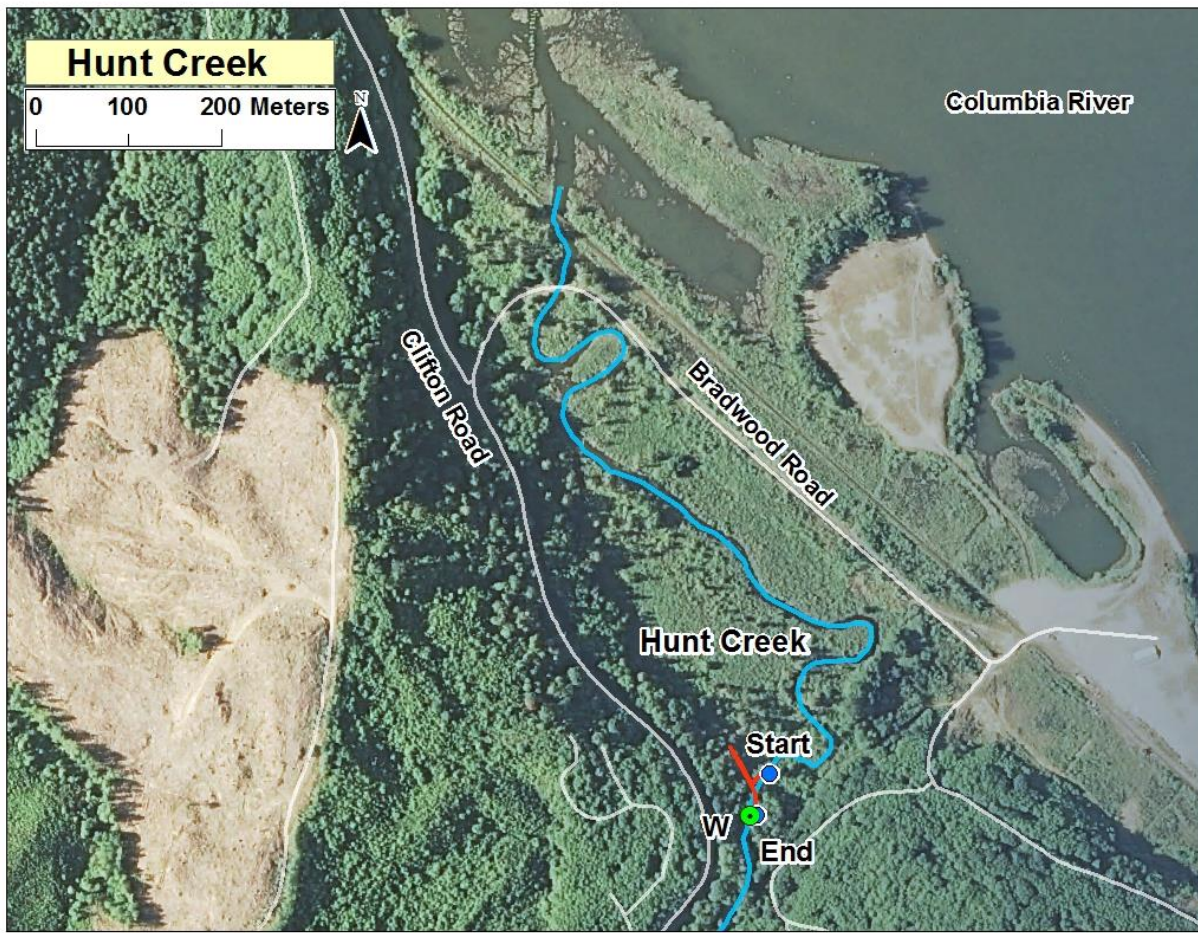 Hunt Creek
0 100 200 Meters
N
Columbia River
Clifton Road
Bradwood Road
Hunt Creek
Start
W
End